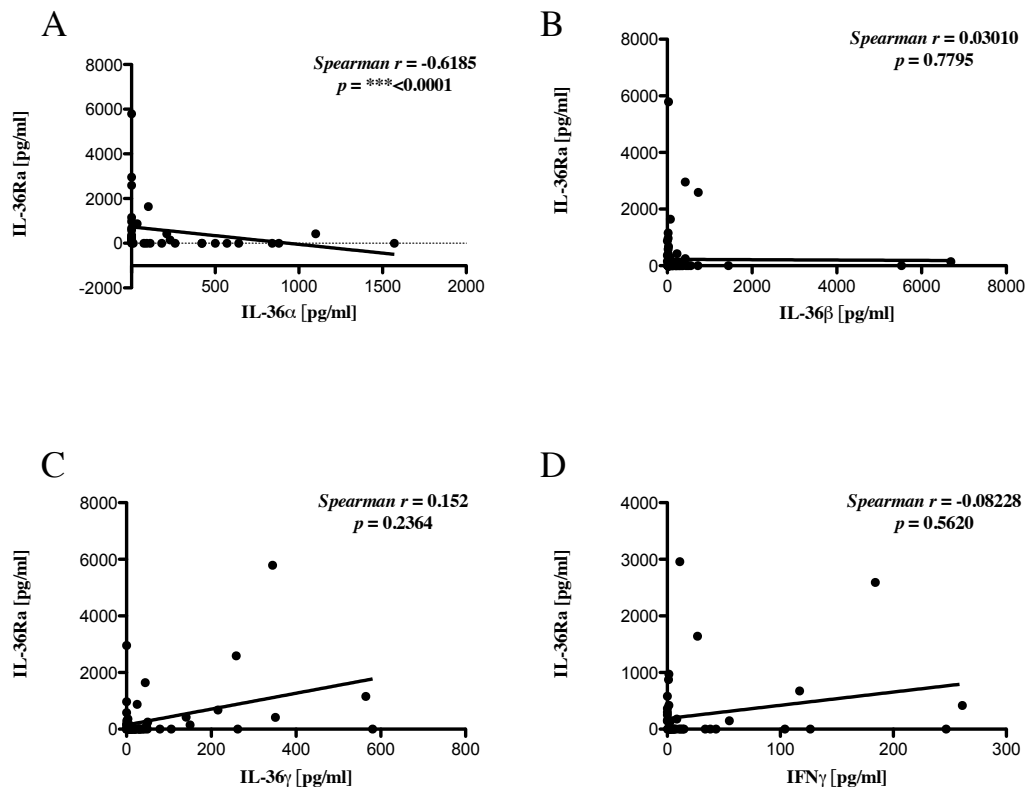 A
Spearman r = -0.6185
p = ***<0.0001
IL-36Ra [pg/ml]
8000
6000
4000
2000
0
-2000
500
1000
1500
2000
IL-36α [pg/ml]
B
Spearman r = 0.03010
p = 0.7795
IL-36Ra [pg/ml]
8000
6000
4000
2000
0
0
2000
4000
6000
8000
IL-36β [pg/ml]
C
Spearman r = 0.152
p = 0.2364
IL-36Ra [pg/ml]
8000
6000
4000
2000
0
0
200
400
600
800
IL-36γ [pg/ml]
D
Spearman r = -0.08228
p = 0.5620
IL-36Ra [pg/ml]
4000
3000
2000
1000
0
0
100
200
300
IFNγ [pg/ml]